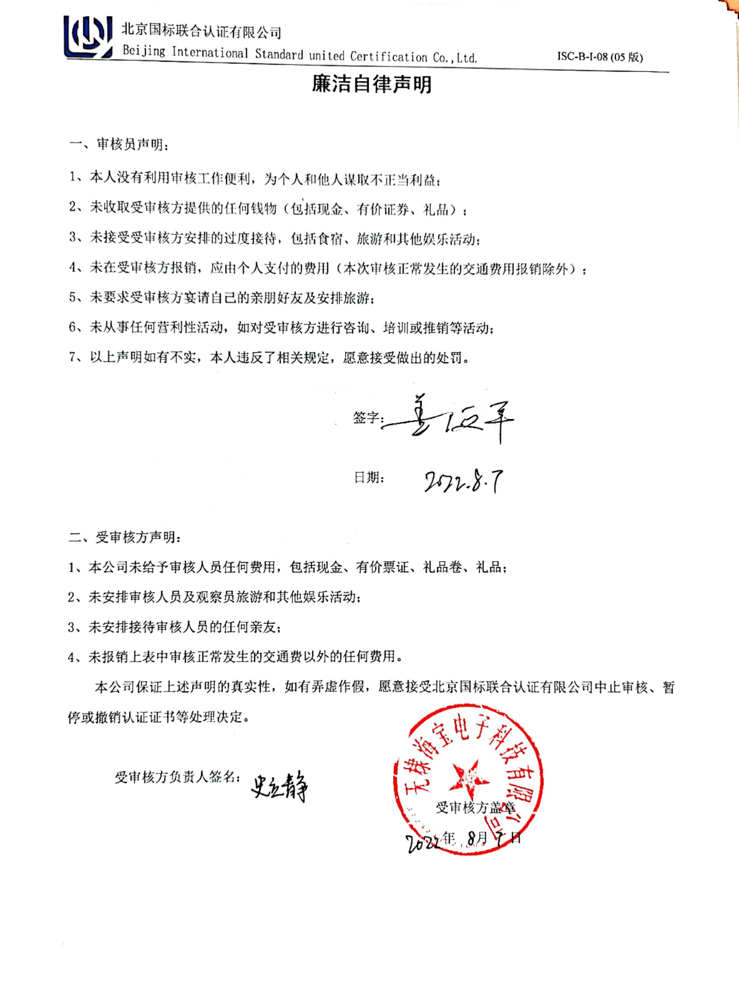 北京国标联合认证有限公司
Beijing International Standard united Certification Co.,Ltd.
ISC-B-I-08 (05 版)
廉洁自律声明
一、审核员声明：
1、本人没有利用审核工作便利，为个人和他人谋取不正当利益；
2、未收取受审核方提供的任何钱物（包括现金、有价证券、礼品）；
3、未接受受审核方安排的过度接待，包括食宿、旅游和其他娱乐活动；
4、未在受审核方报销，应由个人支付的费用（本次审核正常发生的交通费用报销除外）；
5、未要求受审核方宴请自己的亲朋好友及安排旅游；
6、未从事任何营利性活动，如对受审核方进行咨询、培训或推销等活动；
7、以上声明如有不实，本人违反了相关规定，愿意接受做出的处罚。
签字：
日期： 2022.8.7
二、受审核方声明：
1、本公司未给予审核人员任何费用，包括现金、有价票证、礼品卷、礼品；
2、未安排审核人员及观察员旅游和其他娱乐活动；
3、未安排接待审核人员的任何亲友；
4、未报销上表中审核正常发生的交通费以外的任何费用。
本公司保证上述声明的真实性，如有弄虚作假，愿意接受北京国标联合认证有限公司中止审核、暂
停或撤销认证证书等处理决定。
无棣海宝电子科技有限公司
受审核方负责人签名： 史立静
受审核方盖章
2022年 8月 7日